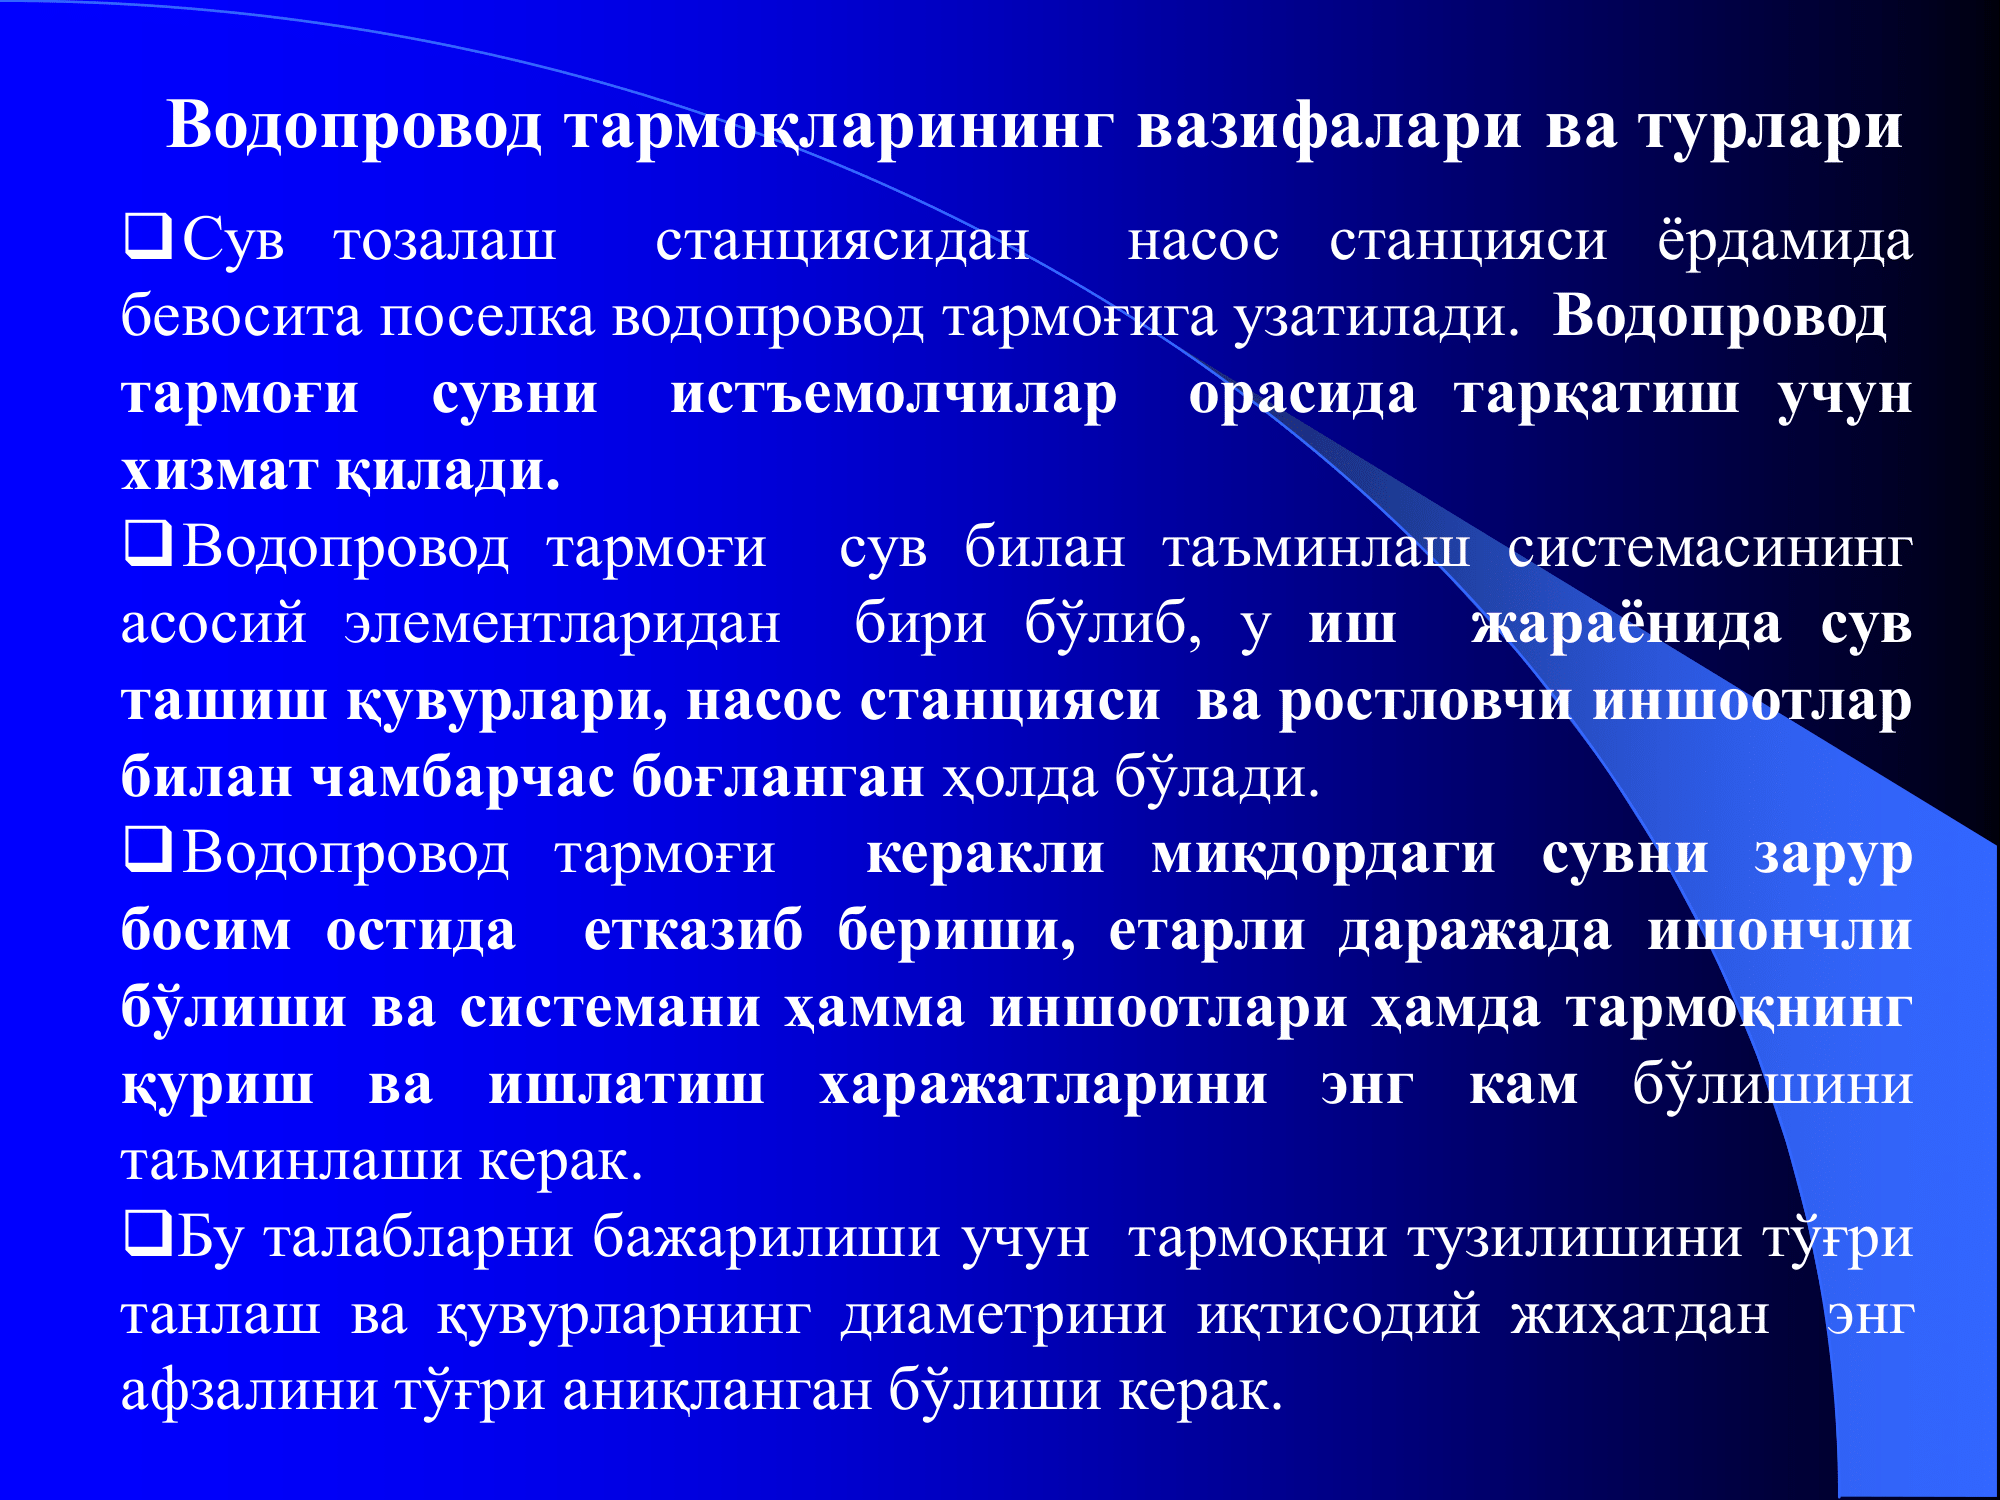 Водопровод тармоқларининг вазифалари ва турлари
❑Сув тозалаш станциясидан насос станцияси ёрдамида
бевосита поселка водопровод тармоғига узатилади. Водопровод
тармоғи сувни истъемолчилар орасида тарқатиш учун
хизмат қилади.
❑Водопровод тармоғи сув билан таъминлаш системасининг
асосий элементларидан бири бўлиб, у иш жараёнида сув
ташиш қувурлари, насос станцияси ва ростловчи иншоотлар
билан чамбарчас боғланган ҳолда бўлади.
❑Водопровод тармоғи керакли миқдордаги сувни зарур
босим остида етказиб бериши, етарли даражада ишончли
бўлиши ва системани ҳамма иншоотлари ҳамда тармоқнинг
қуриш ва ишлатиш харажатларини энг кам бўлишини
таъминлаши керак.
❑Бу талабларни бажарилиши учун тармоқни тузилишини тўғри
танлаш ва қувурларнинг диаметрини иқтисодий жиҳатдан энг
афзалини тўғри аниқланган бўлиши керак.